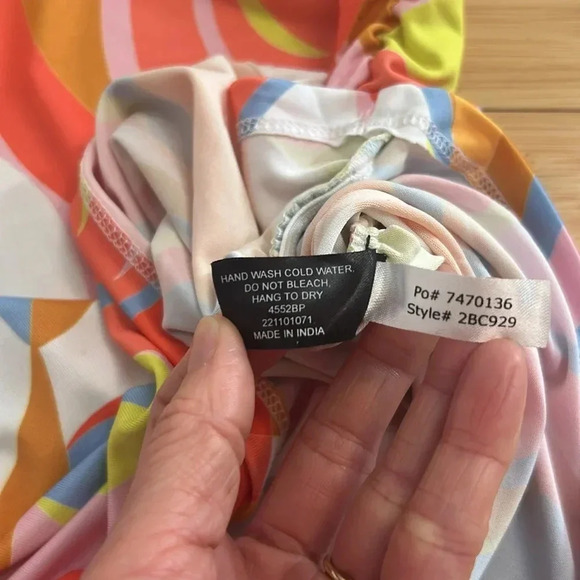 HAND WASH COLD WATER.
DO NOT BLEACH,
HANG TO DRY
4552BP
221101071
MADE IN INDIA
Po# 7470136
Style# 2BC929